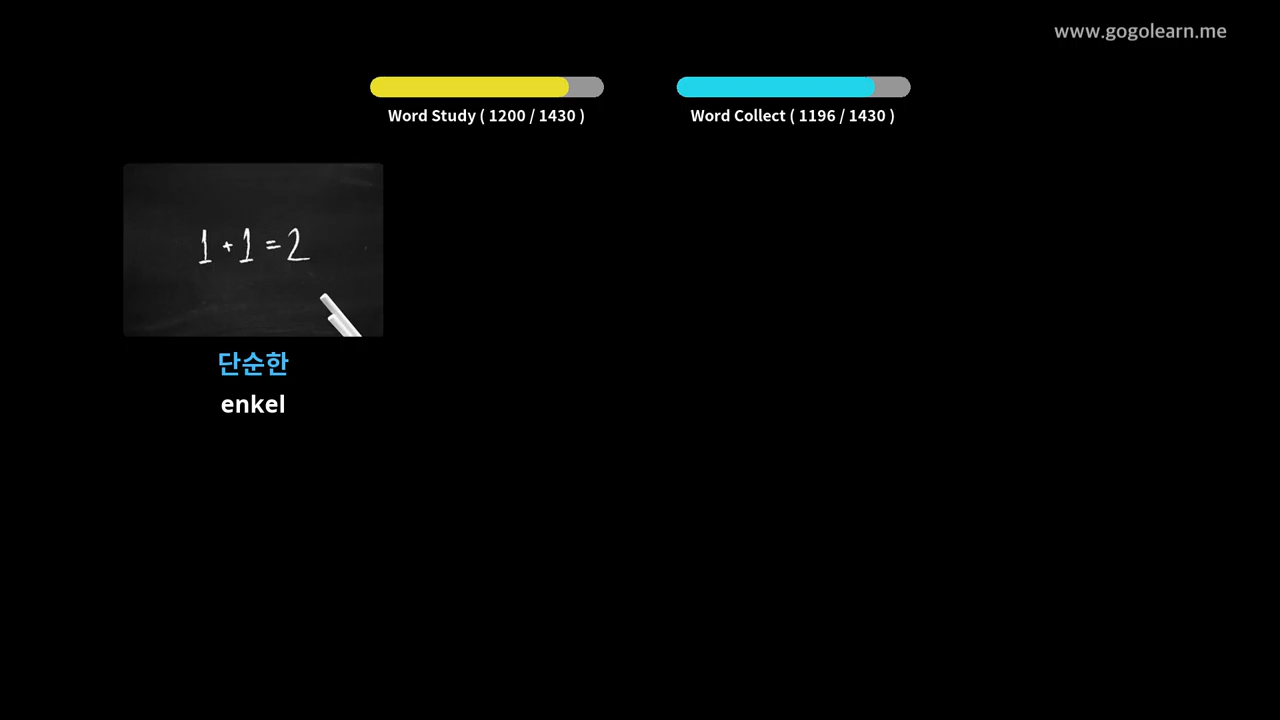 www.gogolearn.me
Word Study ( 1200 / 1430 )
Word Collect ( 1196 / 1430 )
1 + 1 = 2
단순한
enkel